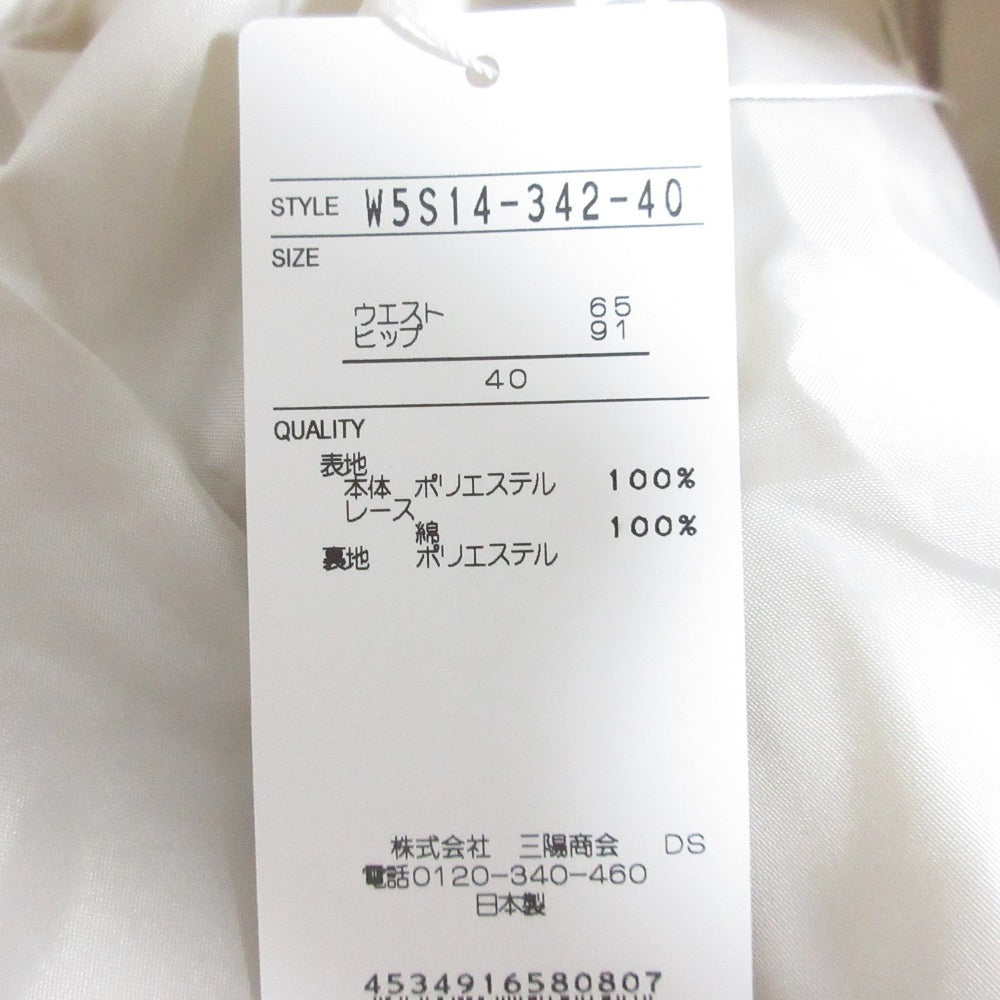 STYLE W5S14-342-40
SIZE
ウエスト 65
ヒップ 91
40
QUALITY
表地
本体 ポリエステル 100%
レース
綿 100%
裏地 ポリエステル
株式会社 三陽商会 DS
電話0120-340-460
日本製
4534916580807